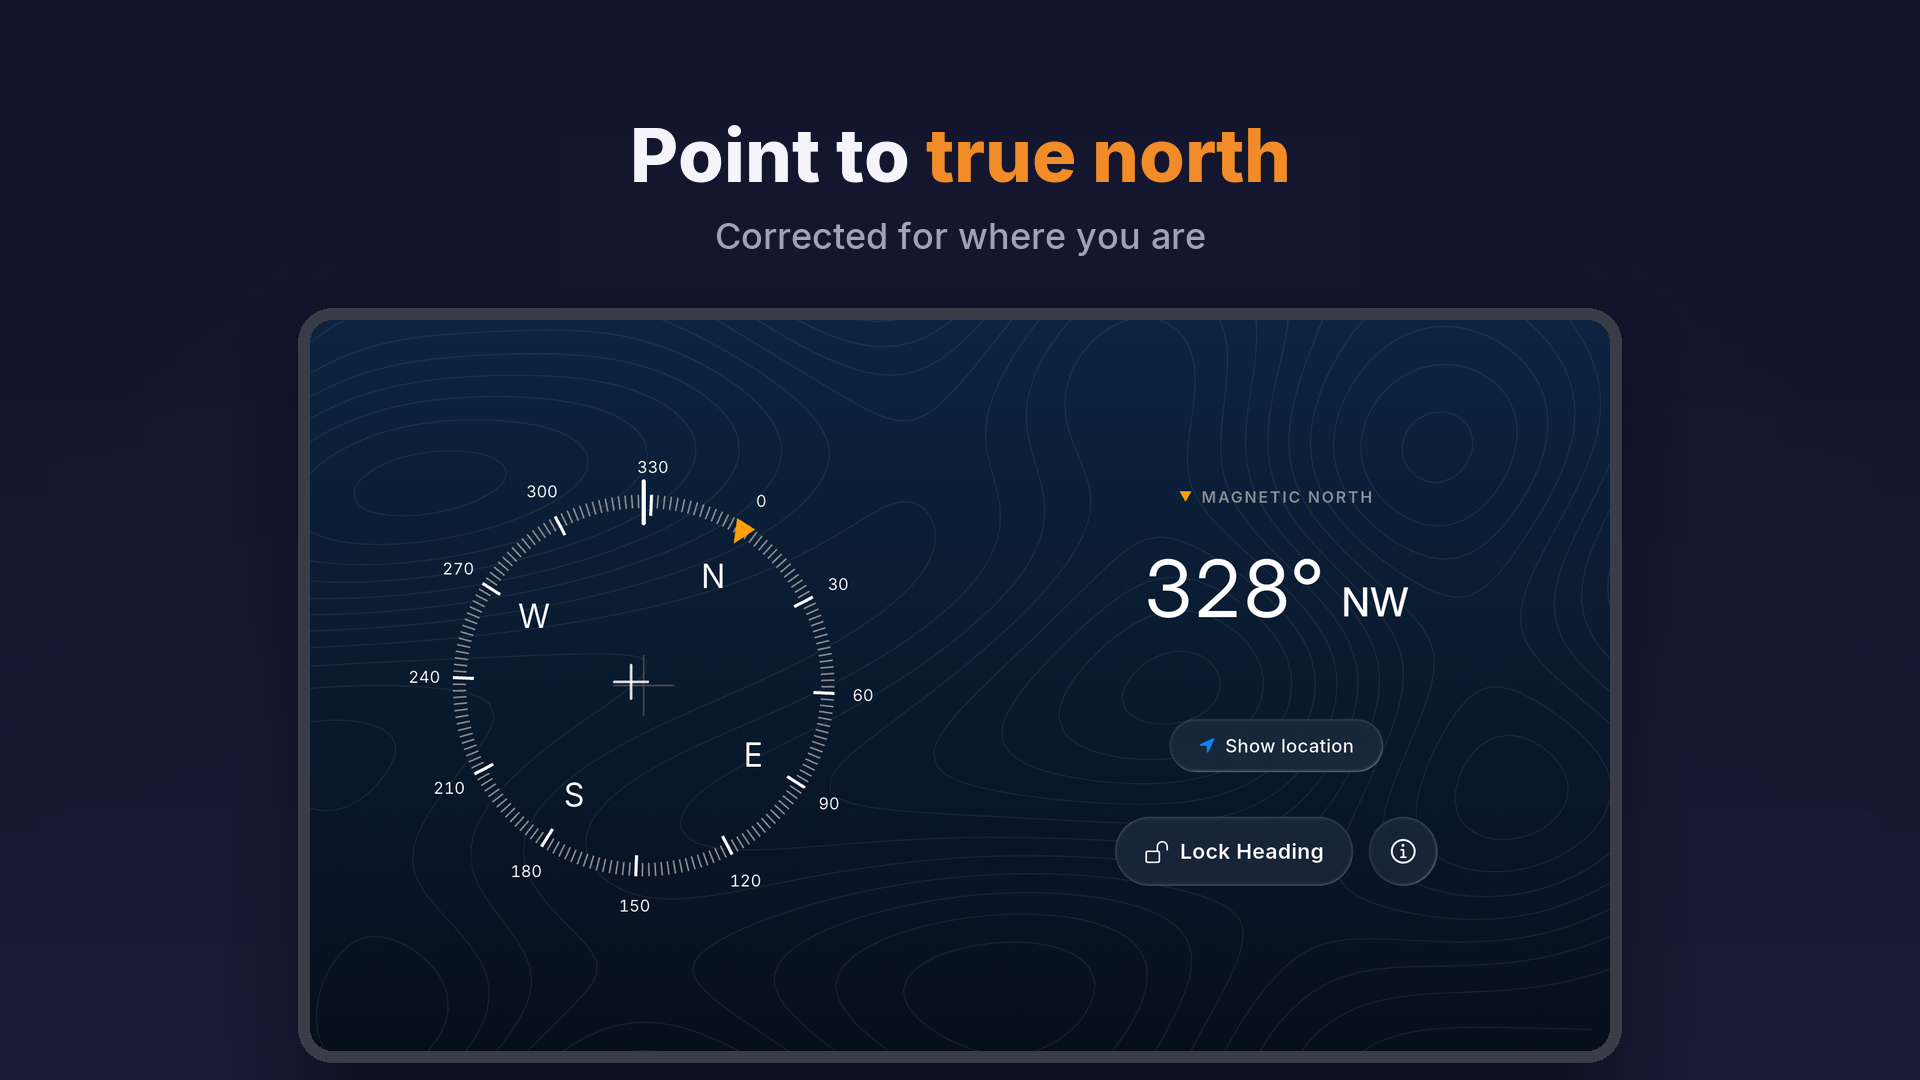 Point to true north
Corrected for where you are
330
300
0
270
30
N
W
240
60
E
210
S
90
180
120
150
MAGNETIC NORTH
328° NW
Show location
Lock Heading